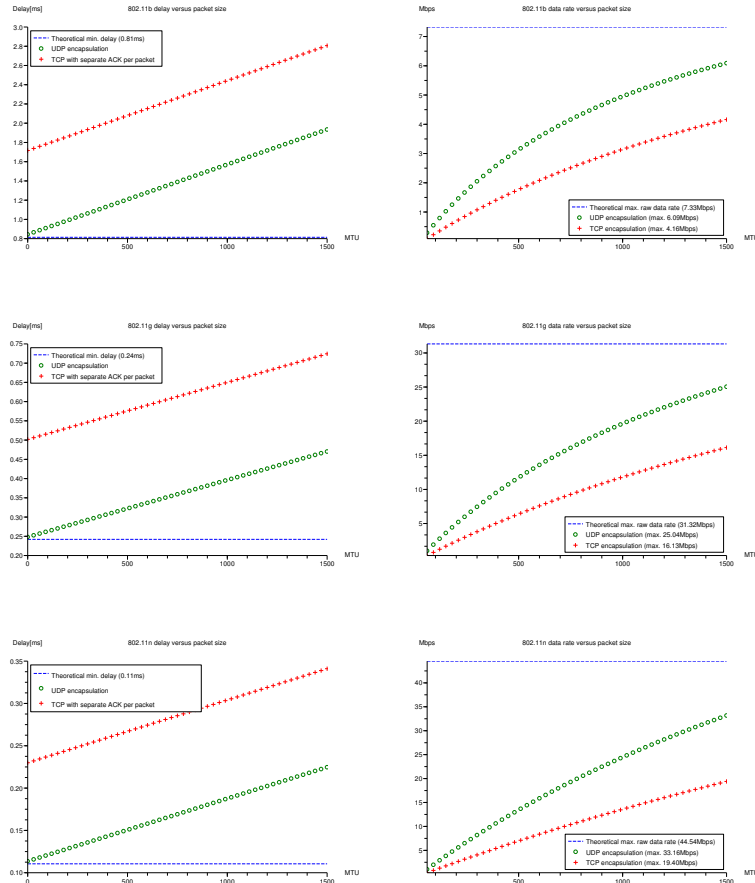 Delay[ms]
802.11b delay versus packet size
3.0
2.8
2.6
2.4
2.2
2.0
1.8
1.6
1.4
1.2
1.0
0.8
0
500
1000
1500
MTU
Theoretical min. delay (0.81ms)
UDP encapsulation
TCP with separate ACK per packet
Mbps
802.11b data rate versus packet size
7
6
5
4
3
2
1
500
1000
1500
MTU
Theoretical max. raw data rate (7.33Mbps)
UDP encapsulation (max. 6.09Mbps)
TCP encapsulation (max. 4.16Mbps)
Delay[ms]
802.11g delay versus packet size
0.75
0.70
0.65
0.60
0.55
0.50
0.45
0.40
0.35
0.30
0.25
0.20
0
500
1000
1500
MTU
Theoretical min. delay (0.24ms)
UDP encapsulation
TCP with separate ACK per packet
Mbps
802.11g data rate versus packet size
30
25
20
15
10
5
500
1000
1500
MTU
Theoretical max. raw data rate (31.32Mbps)
UDP encapsulation (max. 25.04Mbps)
TCP encapsulation (max. 16.13Mbps)
Delay[ms]
802.11n delay versus packet size
0.35
0.30
0.25
0.20
0.15
0.10
0
500
1000
1500
MTU
Theoretical min. delay (0.11ms)
UDP encapsulation
TCP with separate ACK per packet
Mbps
802.11n data rate versus packet size
40
35
30
25
20
15
10
5
500
1000
1500
MTU
Theoretical max. raw data rate (44.54Mbps)
UDP encapsulation (max. 33.16Mbps)
TCP encapsulation (max. 19.40Mbps)